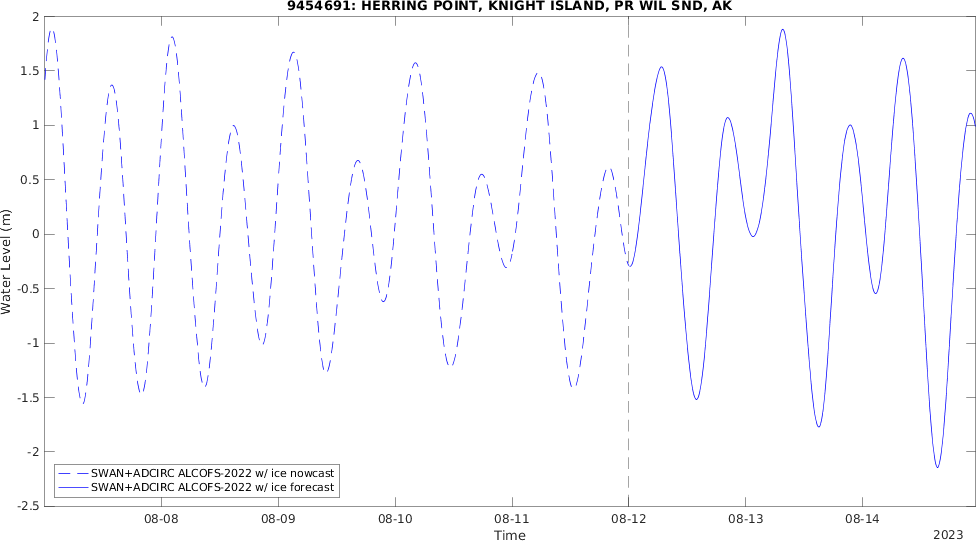 9454691: HERRING POINT, KNIGHT ISLAND, PR WIL SND, AK
2
1.5
1
0.5
0
-0.5
-1
-1.5
-2
-2.5
Water Level (m)
SWAN+ADCIRC ALCOFS-2022 w/ ice nowcast
SWAN+ADCIRC ALCOFS-2022 w/ ice forecast
08-08 08-09 08-10 08-11 08-12 08-13 08-14
Time
2023